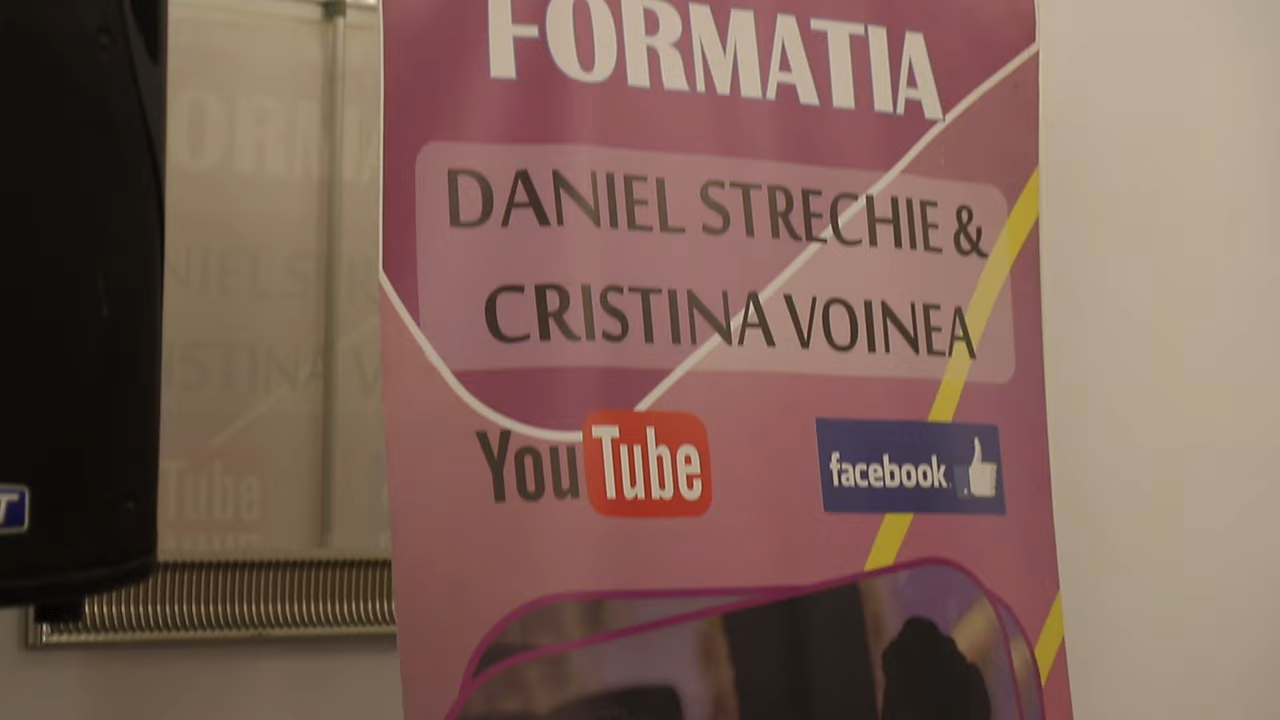 FORMATIA
DANIEL STRECHIE &
CRISTINA VOINEA
YouTube
facebook